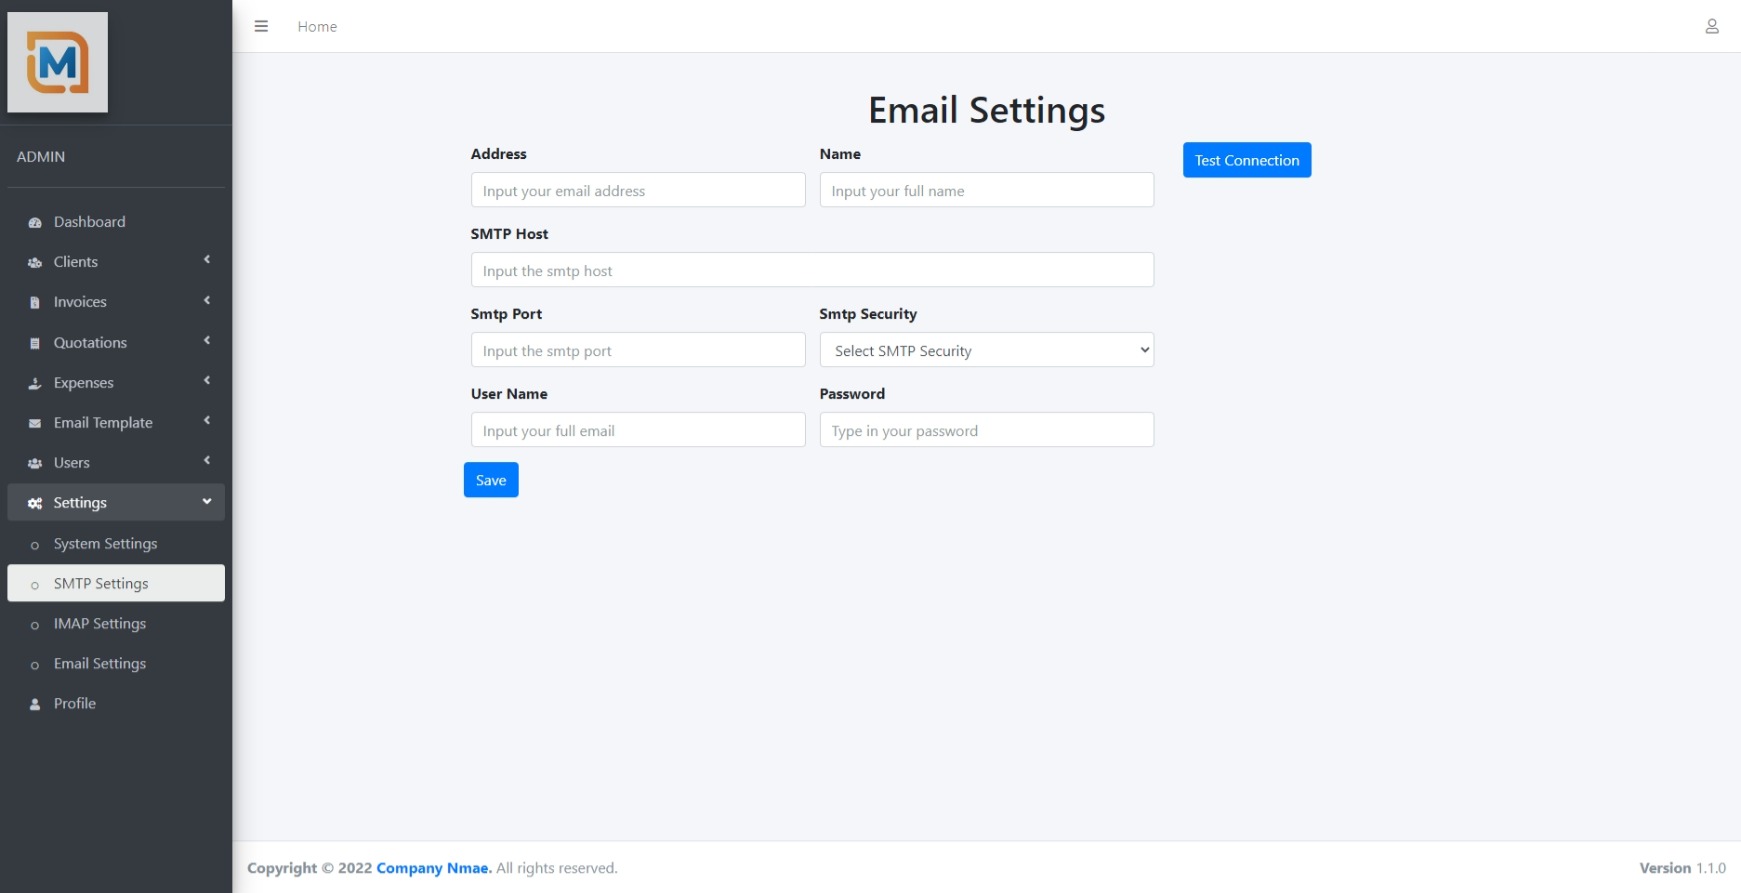 M
Home
ADMIN
Dashboard
Clients
Invoices
Quotations
Expenses
Email Template
Users
Settings
System Settings
SMTP Settings
IMAP Settings
Email Settings
Profile
Email Settings
Address
Name
Test Connection
Input your email address
Input your full name
SMTP Host
Input the smtp host
Smtp Port
Smtp Security
Input the smtp port
Select SMTP Security
User Name
Password
Input your full email
Type in your password
Save
Copyright © 2022 Company Nmae. All rights reserved.
Version 1.1.0